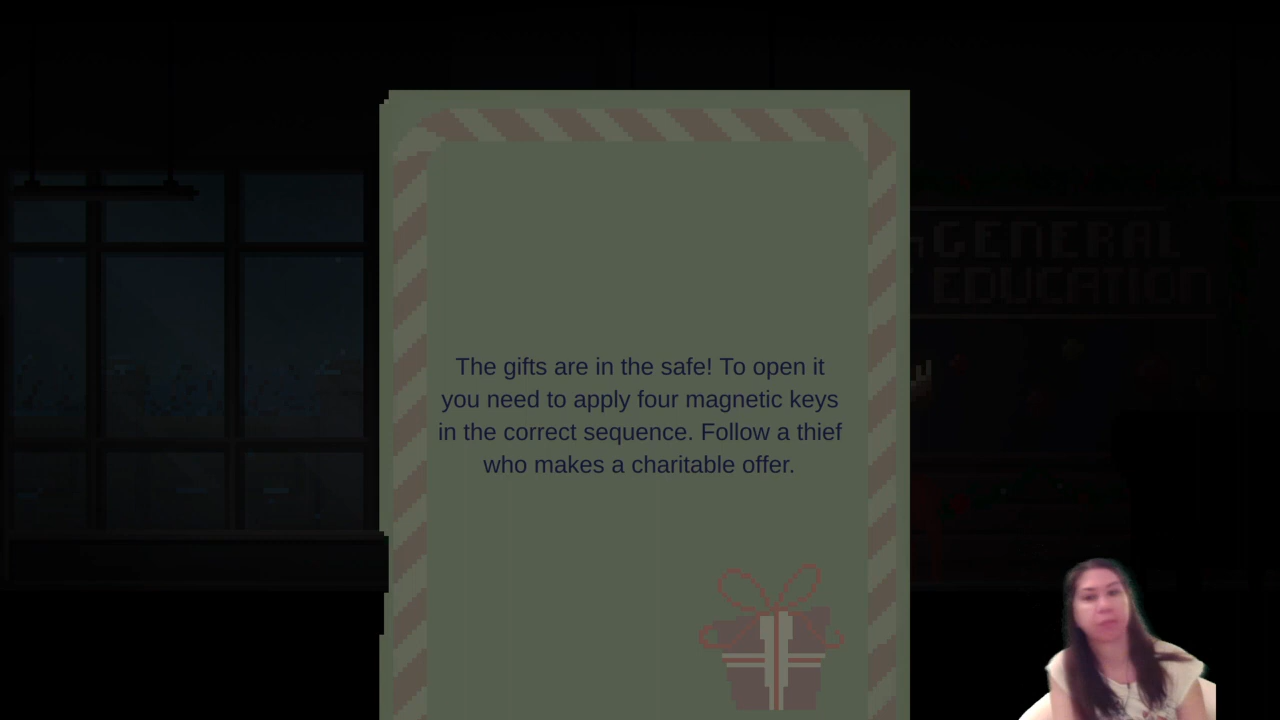 GENERAL
EDUCATION
The gifts are in the safe! To open it
you need to apply four magnetic keys
in the correct sequence. Follow a thief
who makes a charitable offer.